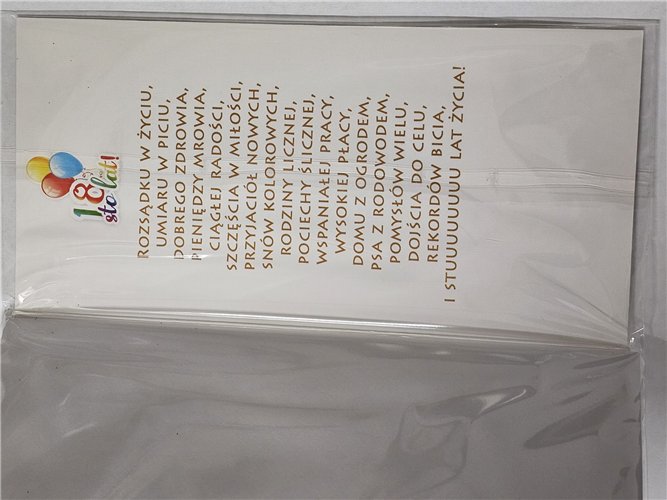 18
sto lat!
ROZSĄDKU W ŻYCIU,
UMIARU W PICIU,
DOBREGO ZDROWIA,
PIENIĘDZY MROWIA,
CIĄGŁEJ RADOŚCI,
SZCZĘŚCIA W MIŁOŚCI,
PRZYJACIÓŁ NOWYCH,
SNÓW KOLOROWYCH,
RODZINY LICZNEJ,
POCIECHY ŚLICZNEJ,
WSPANIAŁEJ PRACY,
WYSOKIEJ PŁACY,
DOMU Z OGRODEM,
PSA Z RODOWODEM,
POMYSŁÓW WIELU,
DOJŚCIA DO CELU,
REKORDÓW BICIA,
I STUUUUUUUUU LAT ŻYCIA!